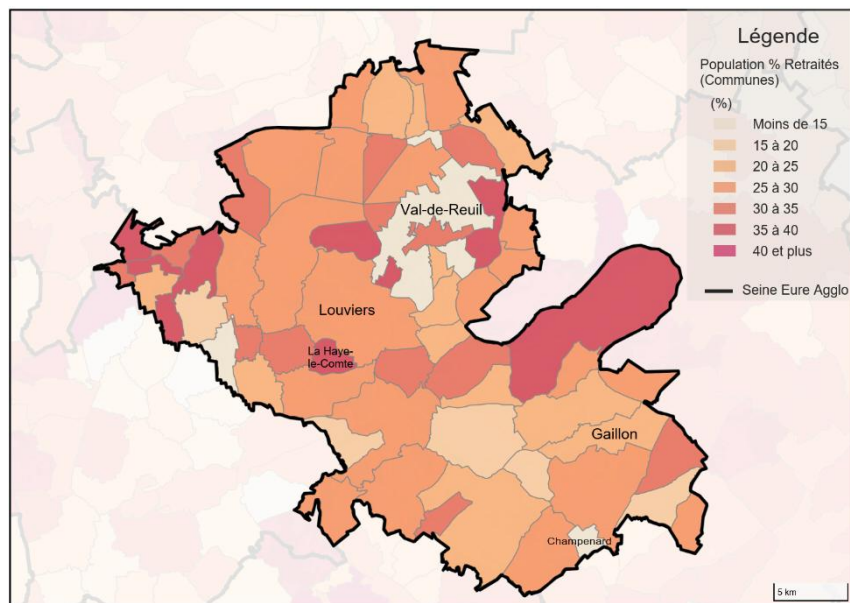 Légende
Population % Retraités
(Communes)
(%)
Moins de 15
15 à 20
20 à 25
25 à 30
30 à 35
35 à 40
40 et plus
Seine Eure Agglo
Val-de-Reuil
Louviers
La Haye-
le-Comte
Gaillon
Champenard
5 km